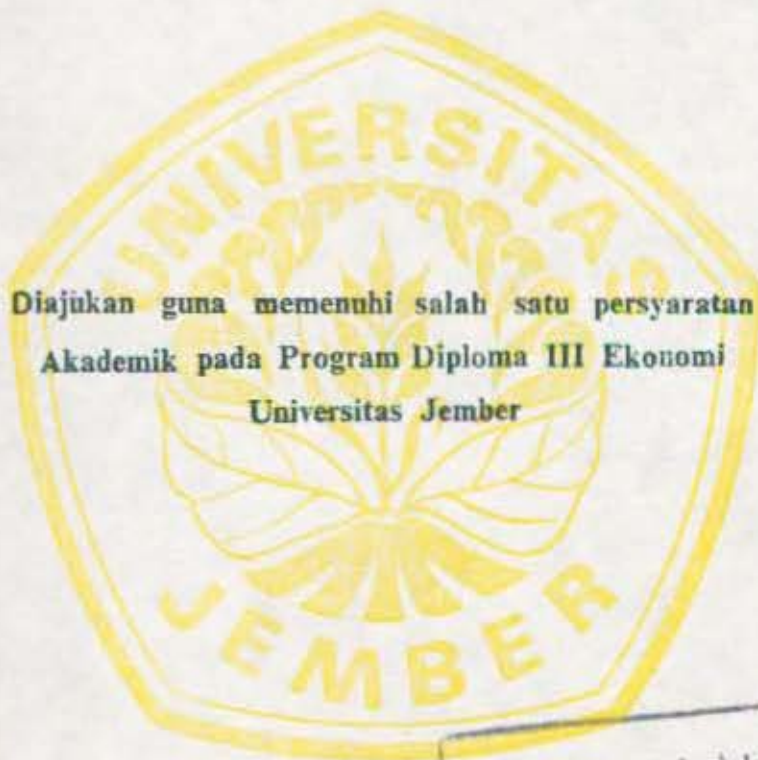 UNIVERSITAS
Diajukan guna memenuhi salah satu persyaratan
Akademik pada Program Diploma III Ekonomi
Universitas Jember
JEMBER